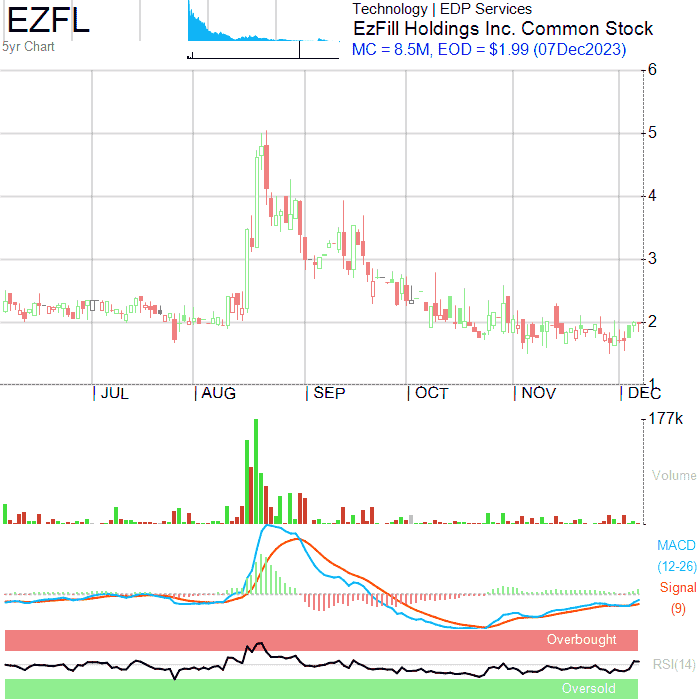 EZFL
5yr Chart
Technology | EDP Services
EzFill Holdings Inc. Common Stock
MC = 8.5M, EOD = $1.99 (07Dec2023)
6
5
4
3
2
1
JUL
AUG
SEP
OCT
NOV
DEC
177k
Volume
MACD
(12-26)
Signal
(9)
Overbought
RSI(14)
Oversold